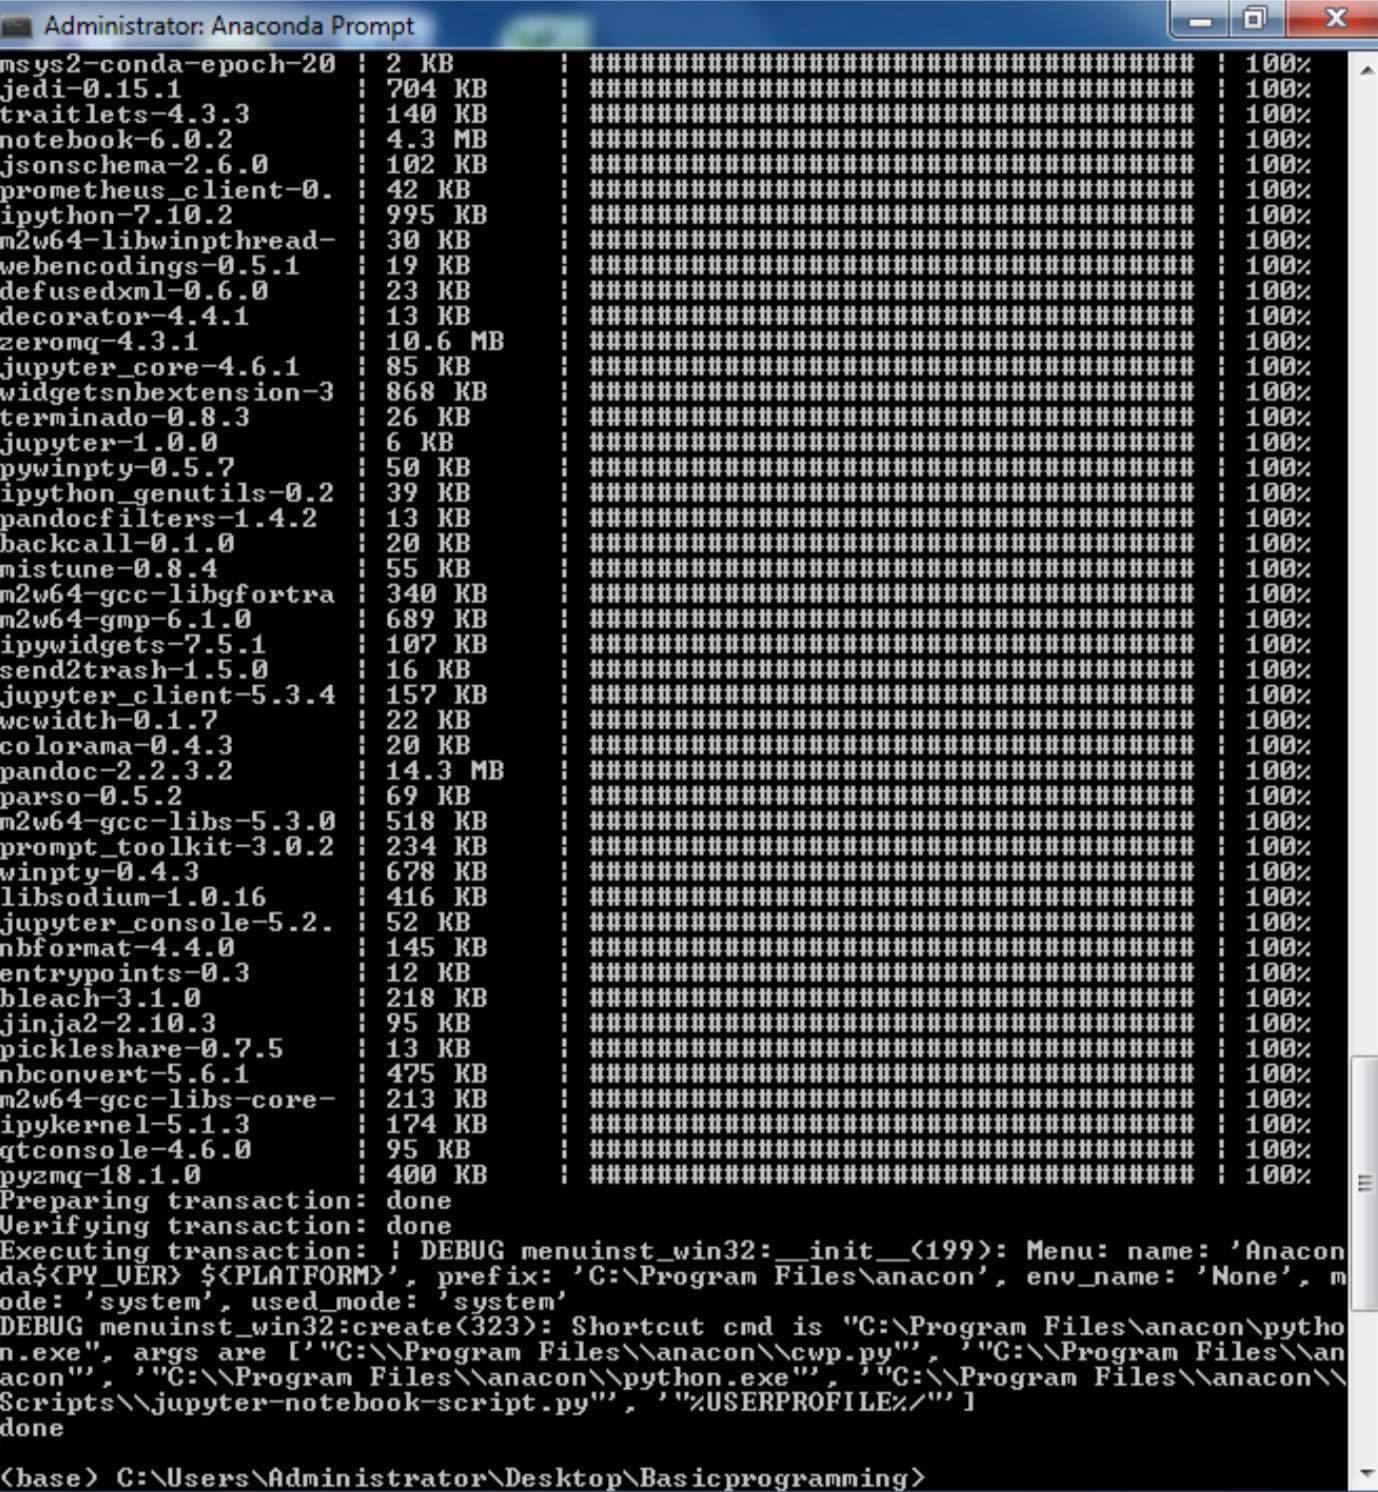 Administrator: Anaconda Prompt
msys2-conda-epoch-20 | 2 KB | #################################### | 100%
jedi-0.15.1 | 704 KB | #################################### | 100%
traitlets-4.3.3 | 140 KB | #################################### | 100%
notebook-6.0.2 | 4.3 MB | #################################### | 100%
jsonschema-2.6.0 | 102 KB | #################################### | 100%
prometheus_client-0. | 42 KB | #################################### | 100%
ipython-7.10.2 | 995 KB | #################################### | 100%
m2w64-libwinpthread- | 30 KB | #################################### | 100%
webencodings-0.5.1 | 19 KB | #################################### | 100%
defusedxml-0.6.0 | 23 KB | #################################### | 100%
decorator-4.4.1 | 13 KB | #################################### | 100%
zeromq-4.3.1 | 10.6 MB | #################################### | 100%
jupyter_core-4.6.1 | 85 KB | #################################### | 100%
widgetsnbextension-3 | 868 KB | #################################### | 100%
terminado-0.8.3 | 26 KB | #################################### | 100%
jupyter-1.0.0 | 6 KB | #################################### | 100%
pywinpty-0.5.7 | 50 KB | #################################### | 100%
ipython_genutils-0.2 | 39 KB | #################################### | 100%
pandocfilters-1.4.2 | 13 KB | #################################### | 100%
backcall-0.1.0 | 20 KB | #################################### | 100%
mistune-0.8.4 | 55 KB | #################################### | 100%
m2w64-gcc-libgfortra | 340 KB | #################################### | 100%
m2w64-gmp-6.1.0 | 689 KB | #################################### | 100%
ipywidgets-7.5.1 | 107 KB | #################################### | 100%
send2trash-1.5.0 | 16 KB | #################################### | 100%
jupyter_client-5.3.4 | 157 KB | #################################### | 100%
wcwidth-0.1.7 | 22 KB | #################################### | 100%
colorama-0.4.3 | 20 KB | #################################### | 100%
pandoc-2.2.3.2 | 14.3 MB | #################################### | 100%
parso-0.5.2 | 69 KB | #################################### | 100%
m2w64-gcc-libs-5.3.0 | 518 KB | #################################### | 100%
prompt_toolkit-3.0.2 | 234 KB | #################################### | 100%
winpty-0.4.3 | 678 KB | #################################### | 100%
libsodium-1.0.16 | 416 KB | #################################### | 100%
jupyter_console-5.2. | 52 KB | #################################### | 100%
nbformat-4.4.0 | 145 KB | #################################### | 100%
entrypoints-0.3 | 12 KB | #################################### | 100%
bleach-3.1.0 | 218 KB | #################################### | 100%
jinja2-2.10.3 | 95 KB | #################################### | 100%
pickleshare-0.7.5 | 13 KB | #################################### | 100%
nbconvert-5.6.1 | 475 KB | #################################### | 100%
m2w64-gcc-libs-core- | 213 KB | #################################### | 100%
ipykernel-5.1.3 | 174 KB | #################################### | 100%
qtconsole-4.6.0 | 95 KB | #################################### | 100%
pyzmq-18.1.0 | 400 KB | #################################### | 100%
Preparing transaction: done
Verifying transaction: done
Executing transaction: | DEBUG menuinst_win32:__init__(199): Menu: name: 'Anacon
da${PY_VER} ${PLATFORM}', prefix: 'C:\Program Files\anacon', env_name: 'None', m
ode: 'system', used_mode: 'system'
DEBUG menuinst_win32:create(323): Shortcut cmd is "C:\Program Files\anacon\pytho
n.exe", args are ['"C:\\Program Files\\anacon\\cwp.py"', '"C:\\Program Files\\an
acon"', '"C:\\Program Files\\anacon\\python.exe"', '"C:\\Program Files\\anacon\\
Scripts\\jupyter-notebook-script.py"', '"%USERPROFILE%/"']
done
(base) C:\Users\Administrator\Desktop\Basicprogramming>